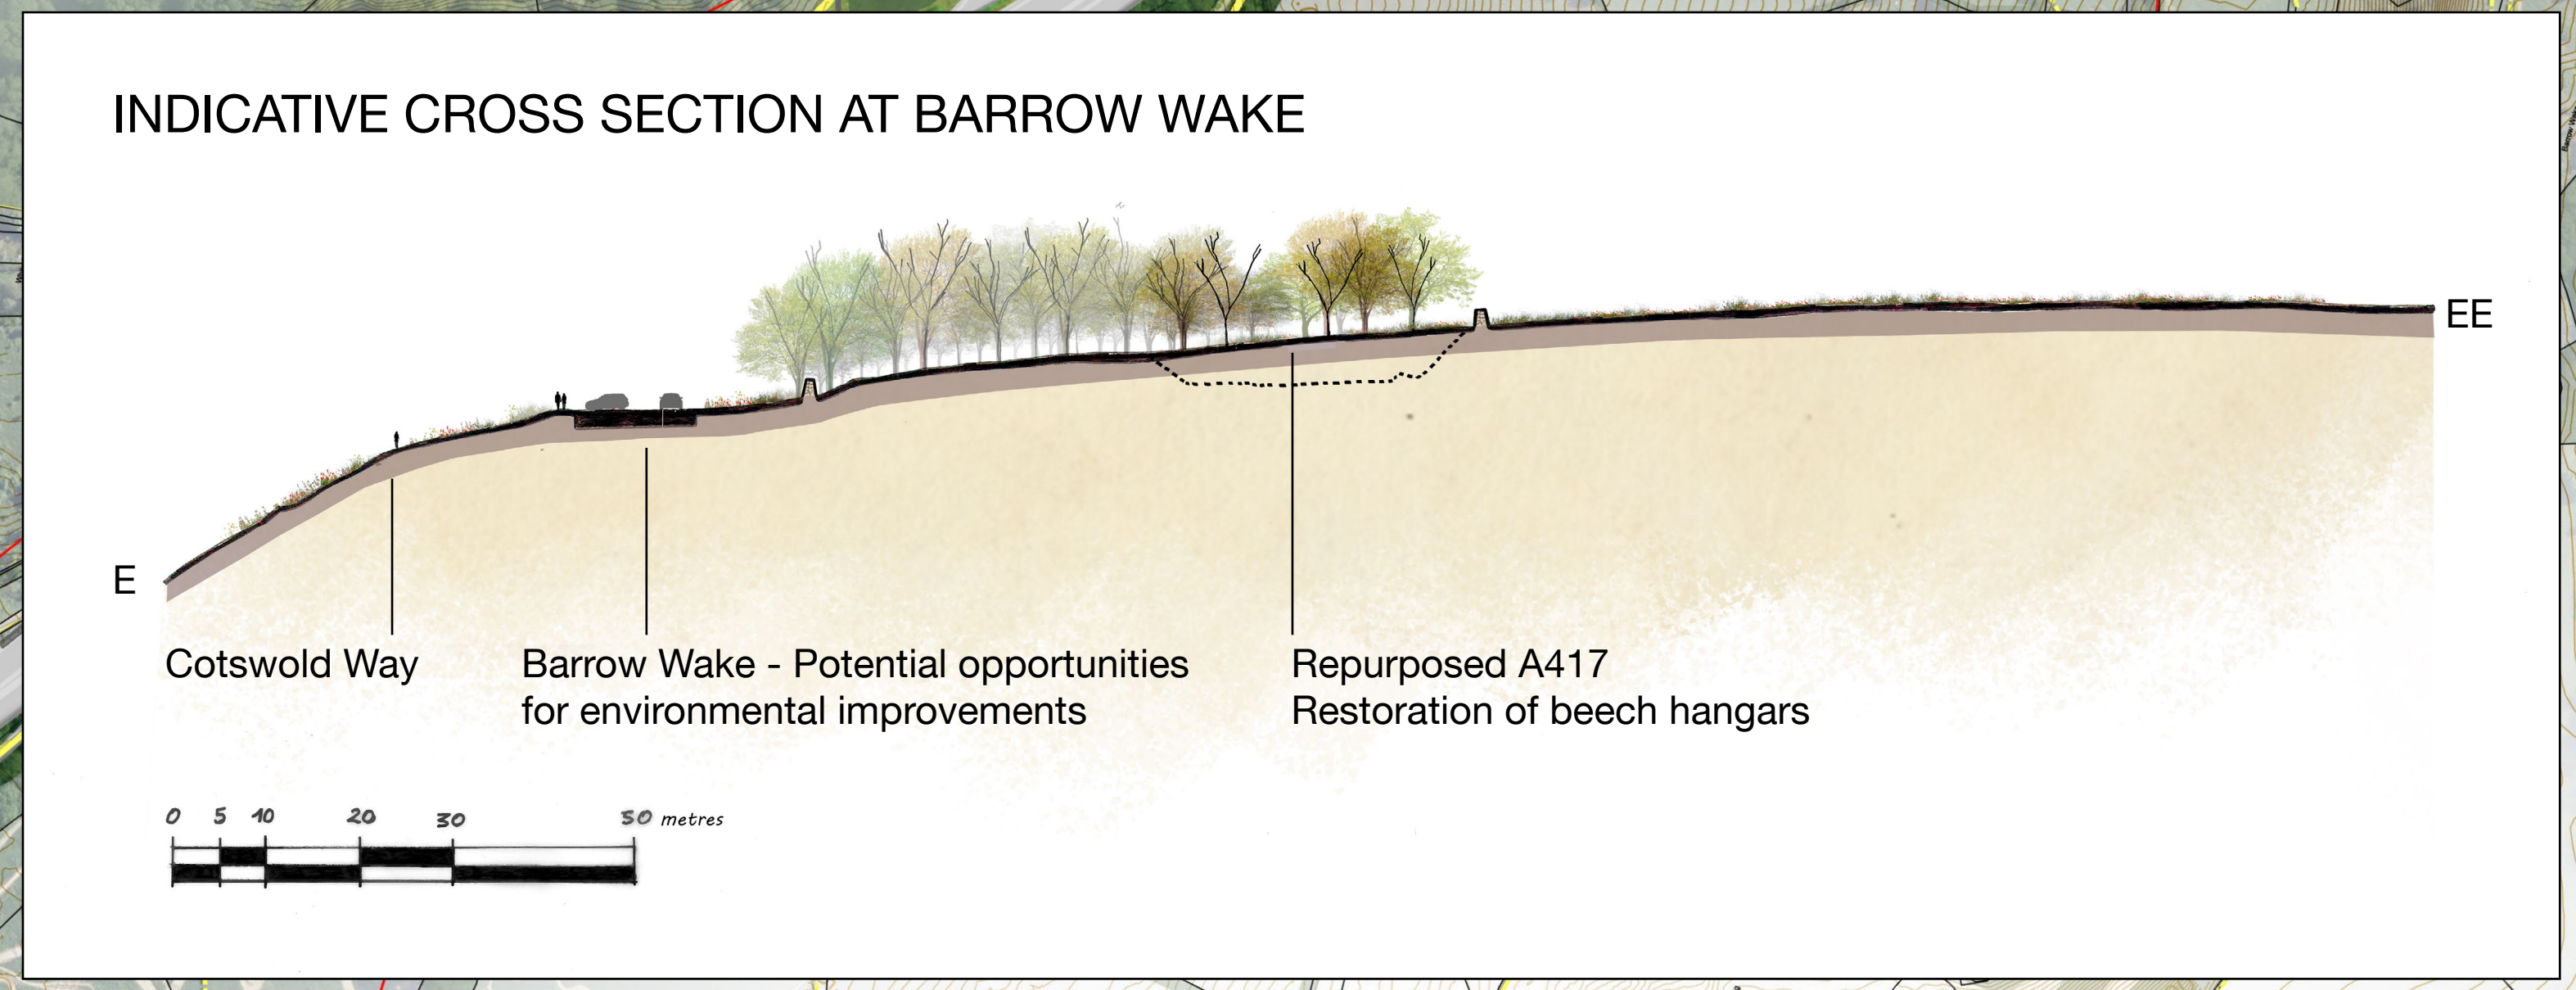 INDICATIVE CROSS SECTION AT BARROW WAKE
EE
E
Cotswold Way
Barrow Wake - Potential opportunities
for environmental improvements
Repurposed A417
Restoration of beech hangars
0 5 10 20 30 50 metres